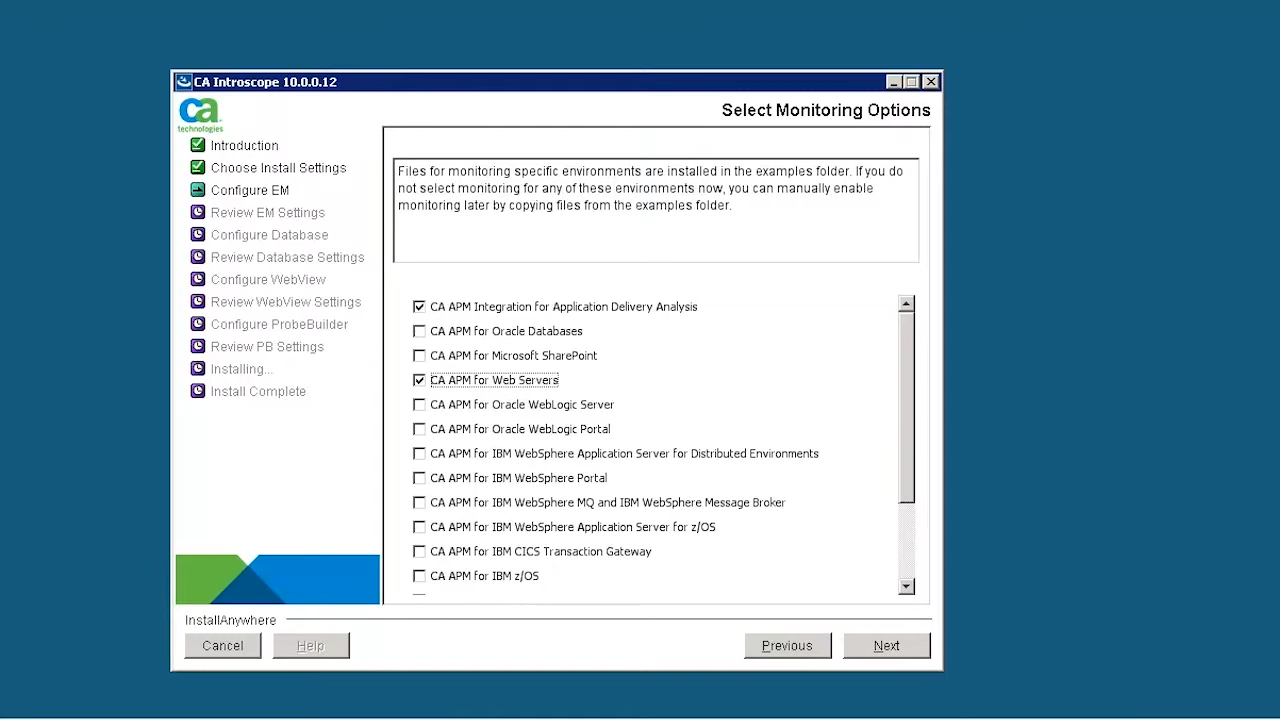 CA Introscope 10.0.0.12
ca
technologies
Select Monitoring Options
Introduction
Choose Install Settings
Configure EM
Review EM Settings
Configure Database
Review Database Settings
Configure WebView
Review WebView Settings
Configure ProbeBuilder
Review PB Settings
Installing...
Install Complete
Files for monitoring specific environments are installed in the examples folder. If you do
not select monitoring for any of these environments now, you can manually enable
monitoring later by copying files from the examples folder.
CA APM Integration for Application Delivery Analysis
CA APM for Oracle Databases
CA APM for Microsoft SharePoint
CA APM for Web Servers
CA APM for Oracle WebLogic Server
CA APM for Oracle WebLogic Portal
CA APM for IBM WebSphere Application Server for Distributed Environments
CA APM for IBM WebSphere Portal
CA APM for IBM WebSphere MQ and IBM WebSphere Message Broker
CA APM for IBM WebSphere Application Server for z/OS
CA APM for IBM CICS Transaction Gateway
CA APM for IBM z/OS
InstallAnywhere
Cancel
Help
Previous
Next